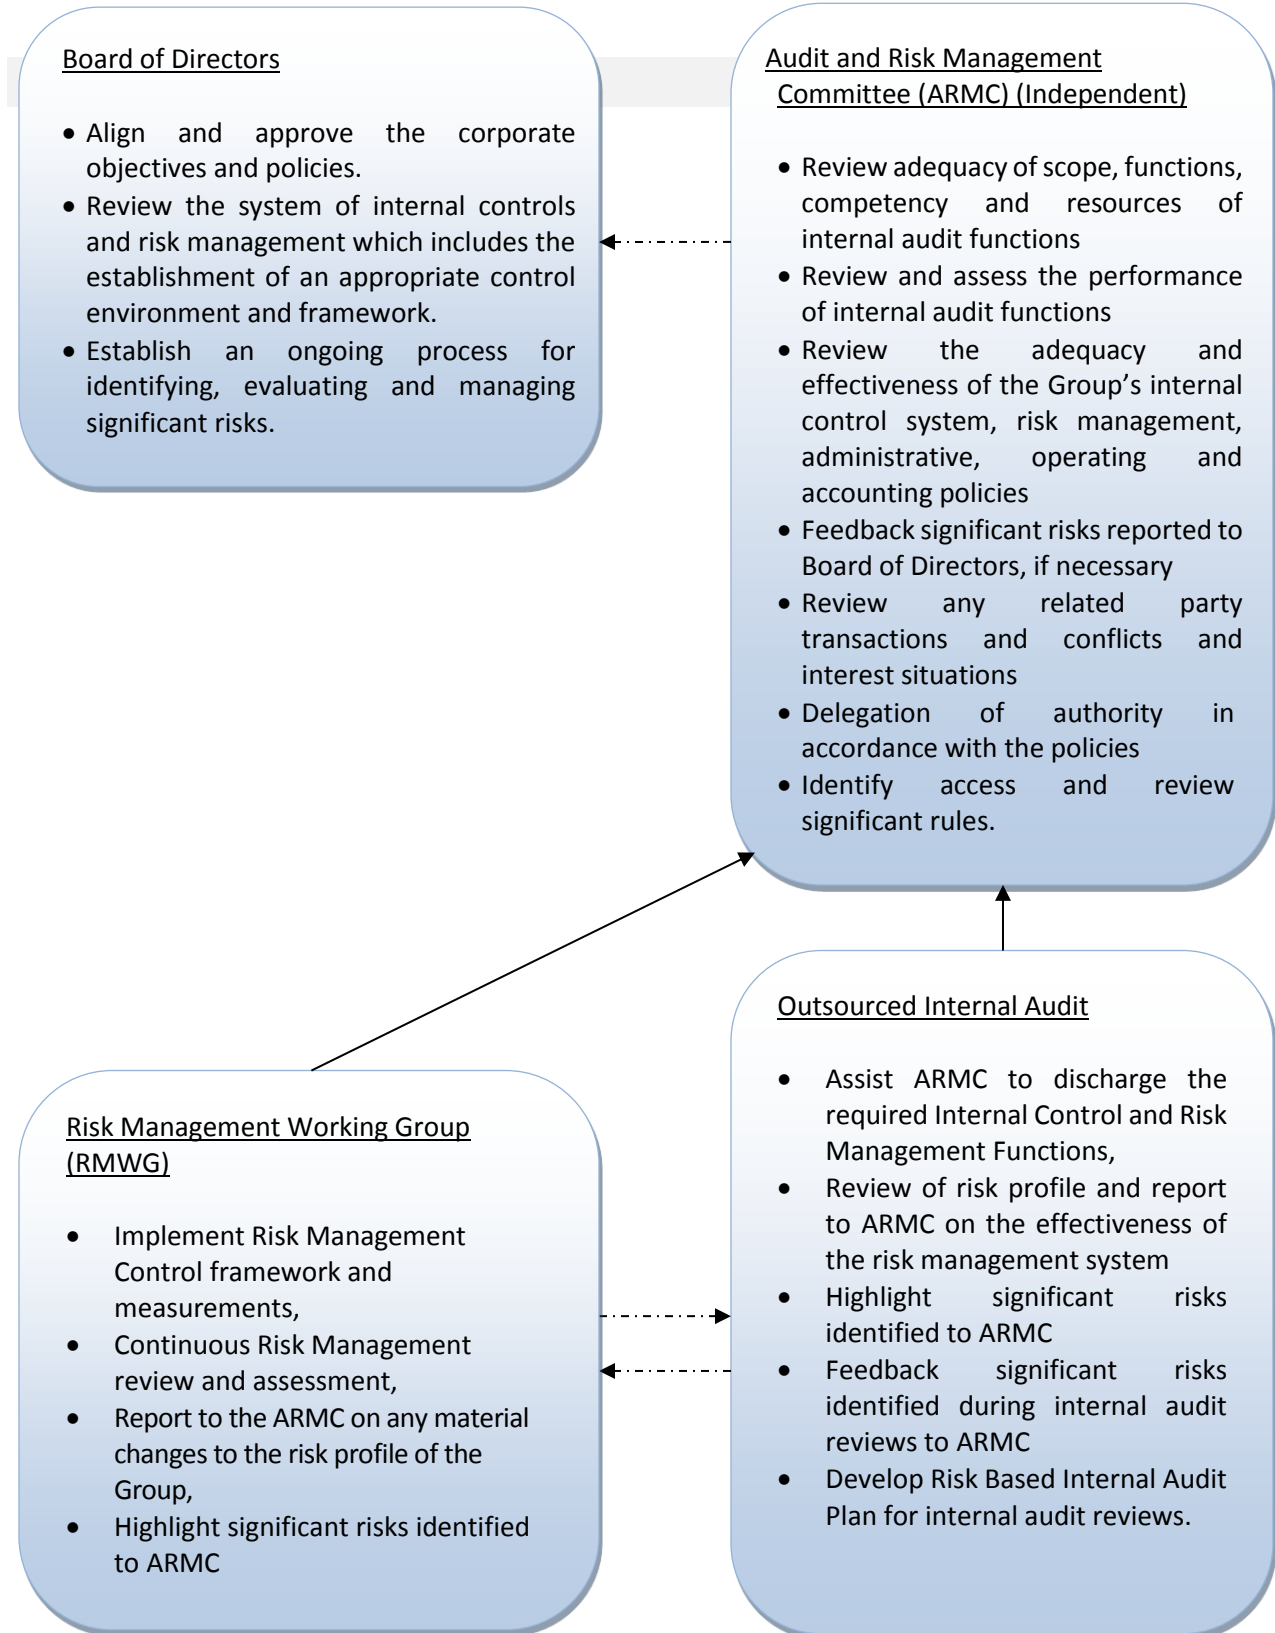 Board of Directors
• Align and approve the corporate
objectives and policies.
• Review the system of internal controls
and risk management which includes the
establishment of an appropriate control
environment and framework.
• Establish an ongoing process for
identifying, evaluating and managing
significant risks.
Audit and Risk Management
Committee (ARMC) (Independent)
• Review adequacy of scope, functions,
competency and resources of
internal audit functions
• Review and assess the performance
of internal audit functions
• Review the adequacy and
effectiveness of the Group’s internal
control system, risk management,
administrative, operating and
accounting policies
• Feedback significant risks reported to
Board of Directors, if necessary
• Review any related party
transactions and conflicts and
interest situations
• Delegation of authority in
accordance with the policies
• Identify access and review
significant rules.
Risk Management Working Group
(RMWG)
• Implement Risk Management
Control framework and
measurements,
• Continuous Risk Management
review and assessment,
• Report to the ARMC on any material
changes to the risk profile of the
Group,
• Highlight significant risks identified
to ARMC
Outsourced Internal Audit
• Assist ARMC to discharge the
required Internal Control and Risk
Management Functions,
• Review of risk profile and report
to ARMC on the effectiveness of
the risk management system
• Highlight significant risks
identified to ARMC
• Feedback significant risks
identified during internal audit
reviews to ARMC
• Develop Risk Based Internal Audit
Plan for internal audit reviews.